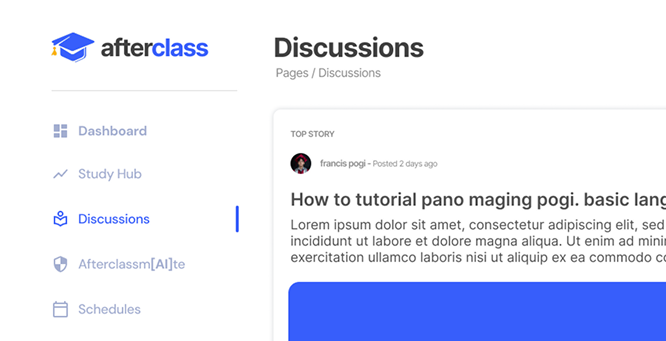 afterclass
Dashboard
Study Hub
Discussions
Afterclassm[AI]te
Schedules
Discussions
Pages / Discussions
TOP STORY
francis pogi - Posted 2 days ago
How to tutorial pano maging pogi. basic lang
Lorem ipsum dolor sit amet, consectetur adipiscing elit, sed
incididunt ut labore et dolore magna aliqua. Ut enim ad minim
exercitation ullamco laboris nisi ut aliquip ex ea commodo